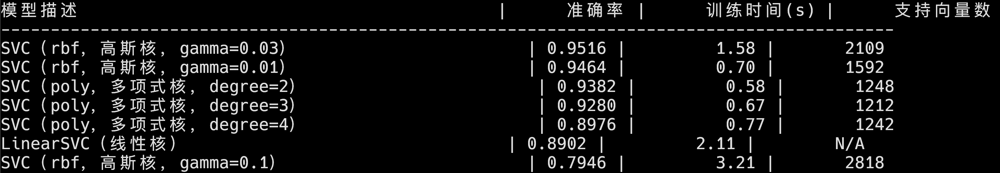 模型描述 | 准确率 | 训练时间(s) | 支持向量数
------------------------------------------------------------------------------------------
SVC (rbf, 高斯核, gamma=0.03) | 0.9516 | 1.58 | 2109
SVC (rbf, 高斯核, gamma=0.01) | 0.9464 | 0.70 | 1592
SVC (poly, 多项式核, degree=2) | 0.9382 | 0.58 | 1248
SVC (poly, 多项式核, degree=3) | 0.9280 | 0.67 | 1212
SVC (poly, 多项式核, degree=4) | 0.8976 | 0.77 | 1242
LinearSVC (线性核) | 0.8902 | 2.11 | N/A
SVC (rbf, 高斯核, gamma=0.1) | 0.7946 | 3.21 | 2818